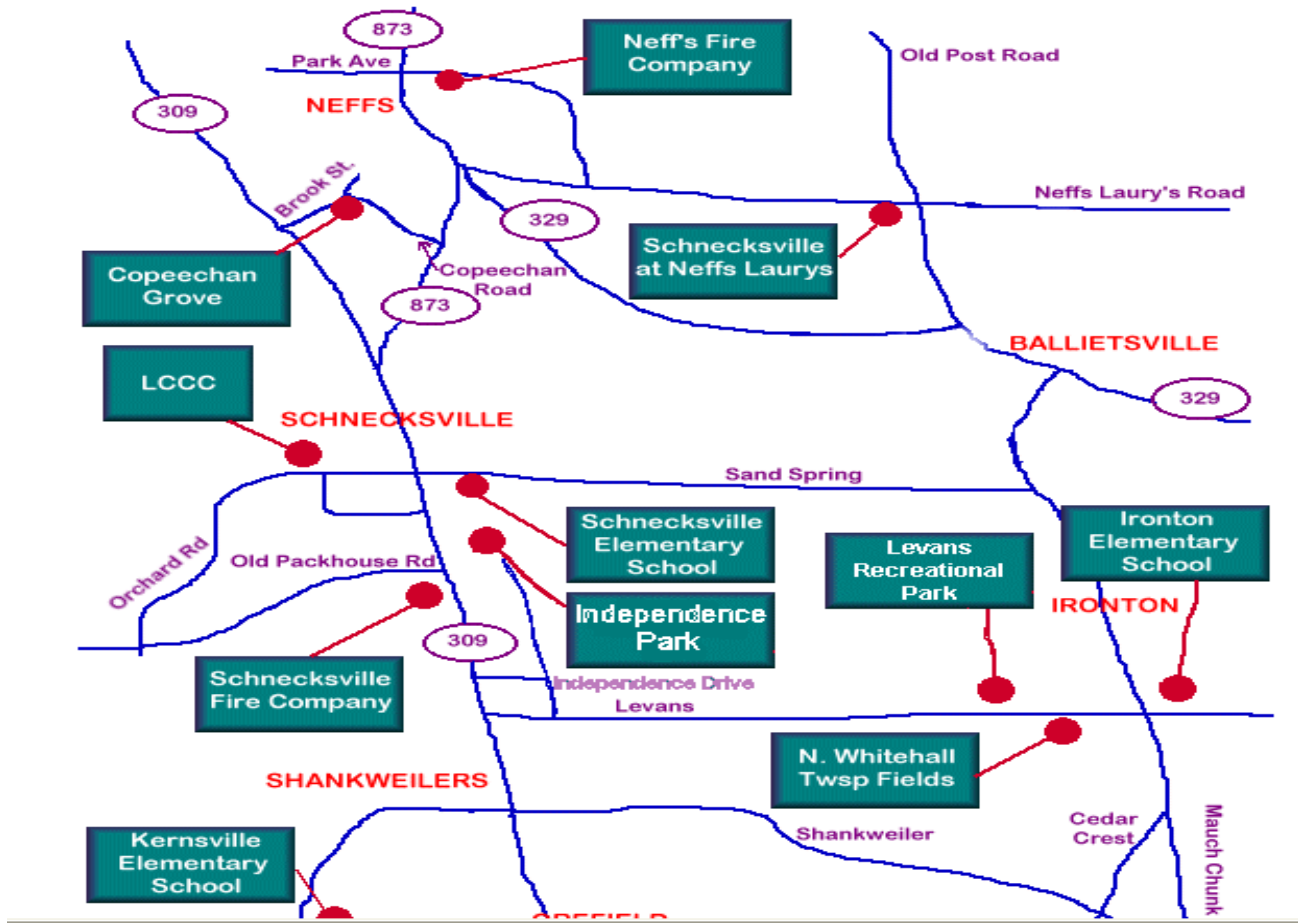 873
Neff's Fire
Company
Park Ave
Old Post Road
309
NEFFS
Brook St.
Neffs Laury's Road
329
Schnecksville
at Neffs Laurys
Copeechan
Grove
Copeechan
Road
873
BALLIETSVILLE
LCCC
329
SCHNECKSVILLE
Sand Spring
Schnecksville
Elementary
School
Ironton
Elementary
School
Levans
Recreational
Park
Orchard Rd
Old Packhouse Rd
IRONTON
Independence
Park
309
Schnecksville
Fire Company
Independence Drive
Levans
N. Whitehall
Twsp Fields
SHANKWEILERS
Shankweiler
Cedar
Crest
Mauch Chunk
Kernsville
Elementary
School